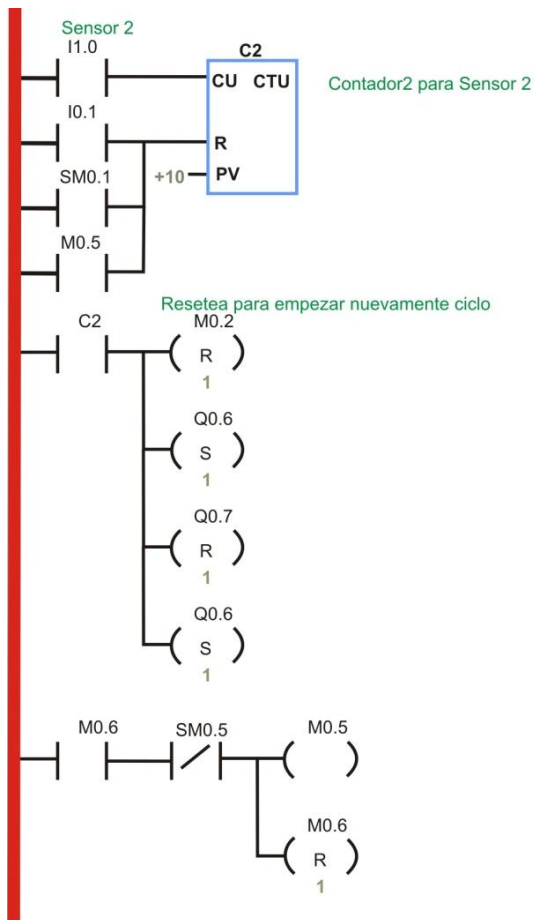 Sensor 2
I1.0
C2
CU CTU
Contador2 para Sensor 2
I0.1
R
SM0.1
+10 PV
M0.5
Resetea para empezar nuevamente ciclo
C2
M0.2
R
1
Q0.6
S
1
Q0.7
R
1
Q0.6
S
1
M0.6
SM0.5
M0.5
M0.6
R
1